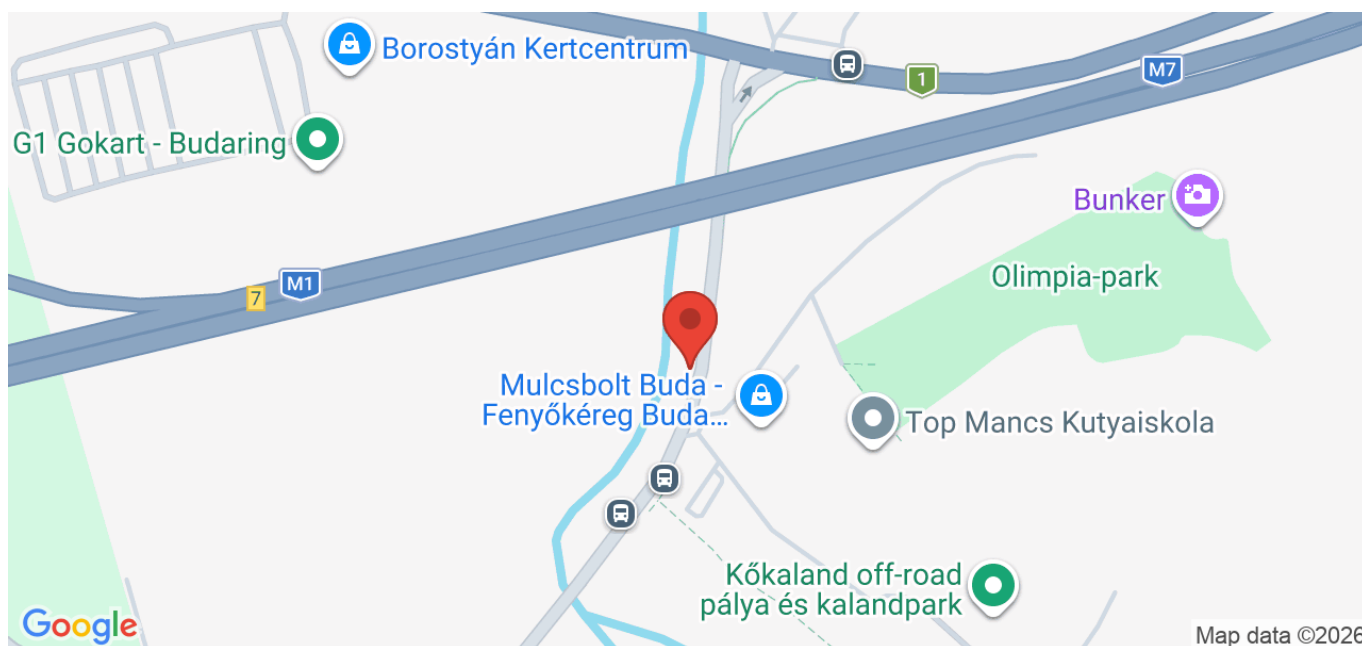 Borostyán Kertcentrum
1
M7
G1 Gokart - Budaring
Bunker
Olimpia-park
M1
7
Mulcsbolt Buda -
Fenyőkéreg Buda...
Top Mancs Kutyaiskola
Kőkaland off-road
pálya és kalandpark
Google
Map data ©2026